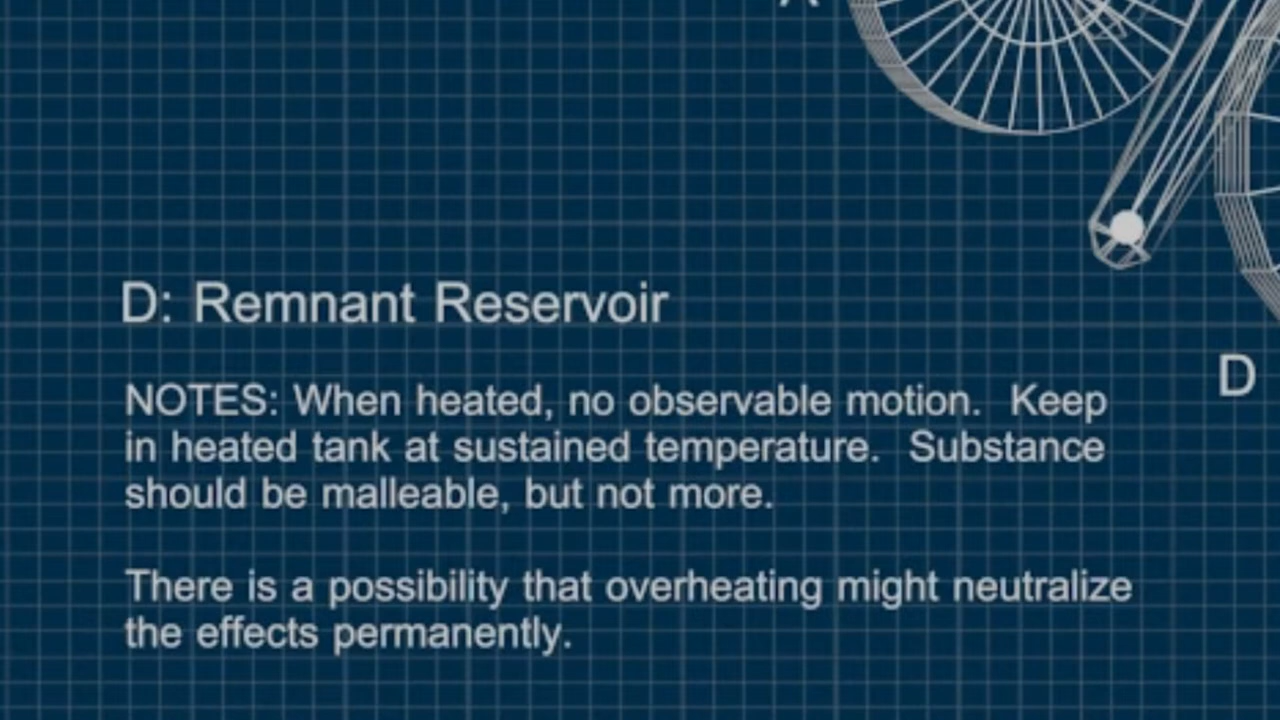 D: Remnant Reservoir
D
NOTES: When heated, no observable motion.  Keep
in heated tank at sustained temperature.  Substance
should be malleable, but not more.
There is a possibility that overheating might neutralize
the effects permanently.